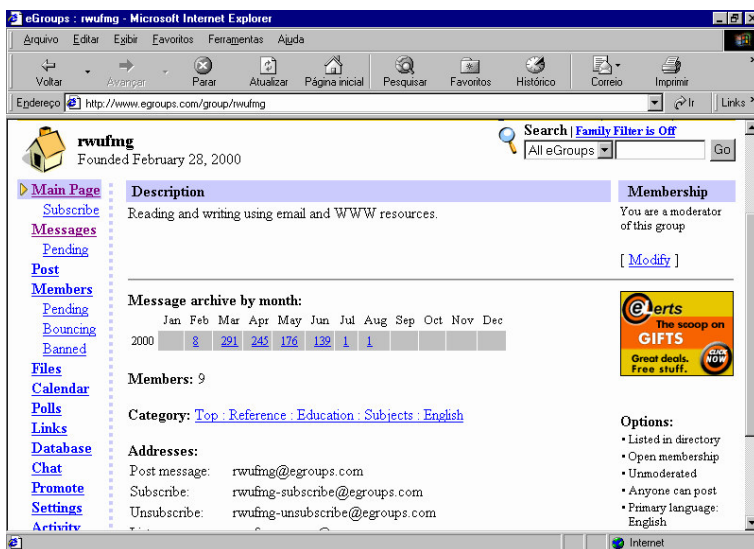 eGroups : rwufmg - Microsoft Internet Explorer
Arquivo Editar Exibir Favoritos Ferramentas Ajuda
Voltar Avançar Parar Atualizar Página inicial Pesquisar Favoritos Histórico Correio Imprimir
Endereço http://www.egroups.com/group/rwufmg Ir Links
rwufmg
Founded February 28, 2000
Search | Family Filter is Off
All eGroups Go
Main Page
Subscribe
Messages
Pending
Post
Members
Pending
Bouncing
Banned
Files
Calendar
Polls
Links
Database
Chat
Promote
Settings
Activity
Description
Reading and writing using email and WWW resources.
Message archive by month:
Jan Feb Mar Apr May Jun Jul Aug Sep Oct Nov Dec
2000 8 291 245 176 139 1 1
Members: 9
Category: Top : Reference : Education : Subjects : English
Addresses:
Post message: rwufmg@egroups.com
Subscribe: rwufmg-subscribe@egroups.com
Unsubscribe: rwufmg-unsubscribe@egroups.com
Membership
You are a moderator
of this group
[ Modify ]
eLerts
The scoop on
GIFTS
Great deals.
Free stuff.
CLICK
NOW
Options:
• Listed in directory
• Open membership
• Unmoderated
• Anyone can post
• Primary language:
English
Internet